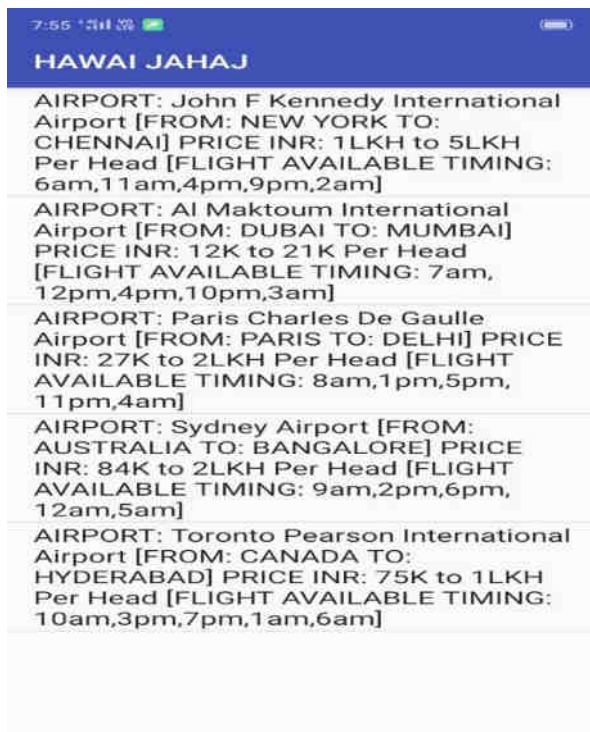 7:55
HAWAI JAHAJ
AIRPORT: John F Kennedy International
Airport [FROM: NEW YORK TO:
CHENNAI] PRICE INR: 1LKH to 5LKH
Per Head [FLIGHT AVAILABLE TIMING:
6am,11am,4pm,9pm,2am]
AIRPORT: Al Maktoum International
Airport [FROM: DUBAI TO: MUMBAI]
PRICE INR: 12K to 21K Per Head
[FLIGHT AVAILABLE TIMING: 7am,
12pm,4pm,10pm,3am]
AIRPORT: Paris Charles De Gaulle
Airport [FROM: PARIS TO: DELHI] PRICE
INR: 27K to 2LKH Per Head [FLIGHT
AVAILABLE TIMING: 8am,1pm,5pm,
11pm,4am]
AIRPORT: Sydney Airport [FROM:
AUSTRALIA TO: BANGALORE] PRICE
INR: 84K to 2LKH Per Head [FLIGHT
AVAILABLE TIMING: 9am,2pm,6pm,
12am,5am]
AIRPORT: Toronto Pearson International
Airport [FROM: CANADA TO:
HYDERABAD] PRICE INR: 75K to 1LKH
Per Head [FLIGHT AVAILABLE TIMING:
10am,3pm,7pm,1am,6am]